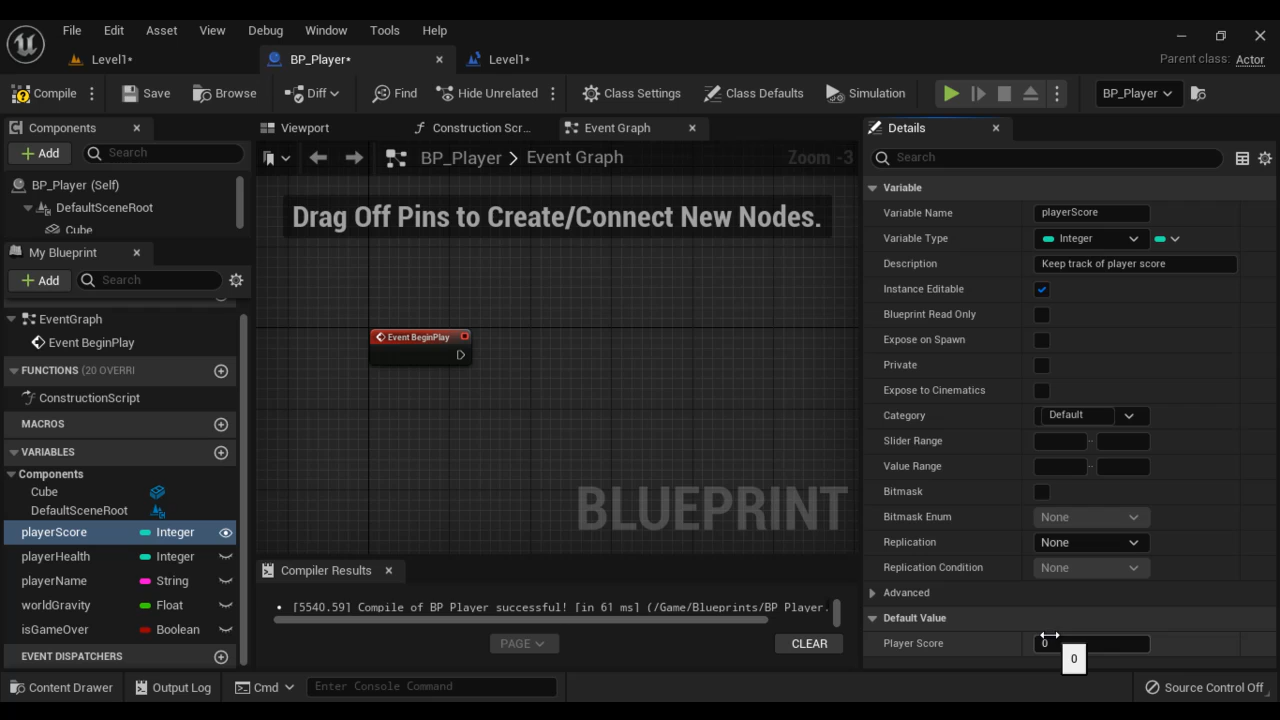 File Edit Asset View Window Debug Tools Help
Level1* BP_Player* Level1* Parent class: Actor
Compile Save Browse Diff Find Hide Unrelated Class Settings Class Defaults Simulation BP_Player
Components
Add Search
BP_Player (Self)
DefaultSceneRoot
Cube
My Blueprint
Add Search
EventGraph
Event BeginPlay
FUNCTIONS (20 OVERRI
ConstructionScript
MACROS
VARIABLES
Components
Cube
DefaultSceneRoot
playerScore Integer
playerHealth Integer
playerName String
worldGravity Float
isGameOver Boolean
EVENT DISPATCHERS
Viewport Construction Scr... Event Graph
BP_Player > Event Graph Zoom -3
Drag Off Pins to Create/Connect New Nodes.
Event BeginPlay
BLUEPRINT
Compiler Results
• [5540.59] Compile of BP Player successful! [in 61 ms] (/Game/Blueprints/BP Player.
PAGE CLEAR
Details
Search
Variable
Variable Name playerScore
Variable Type Integer
Description Keep track of player score
Instance Editable
Blueprint Read Only
Expose on Spawn
Private
Expose to Cinematics
Category Default
Slider Range
Value Range
Bitmask
Bitmask Enum None
Replication None
Replication Condition None
Advanced
Default Value
Player Score 0
0
Content Drawer Output Log Cmd Enter Console Command Source Control Off